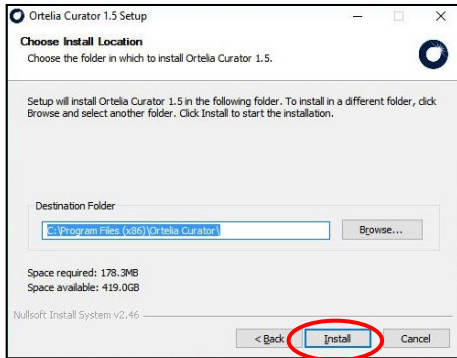 Ortelia Curator 1.5 Setup
Choose Install Location
Choose the folder in which to install Ortelia Curator 1.5.
Setup will install Ortelia Curator 1.5 in the following folder. To install in a different folder, click
Browse and select another folder. Click Install to start the installation.
Destination Folder
C:\Program Files (x86)\Ortelia Curator\
Browse...
Space required: 178.3MB
Space available: 419.0GB
Nullsoft Install System v2.46
< Back Install Cancel